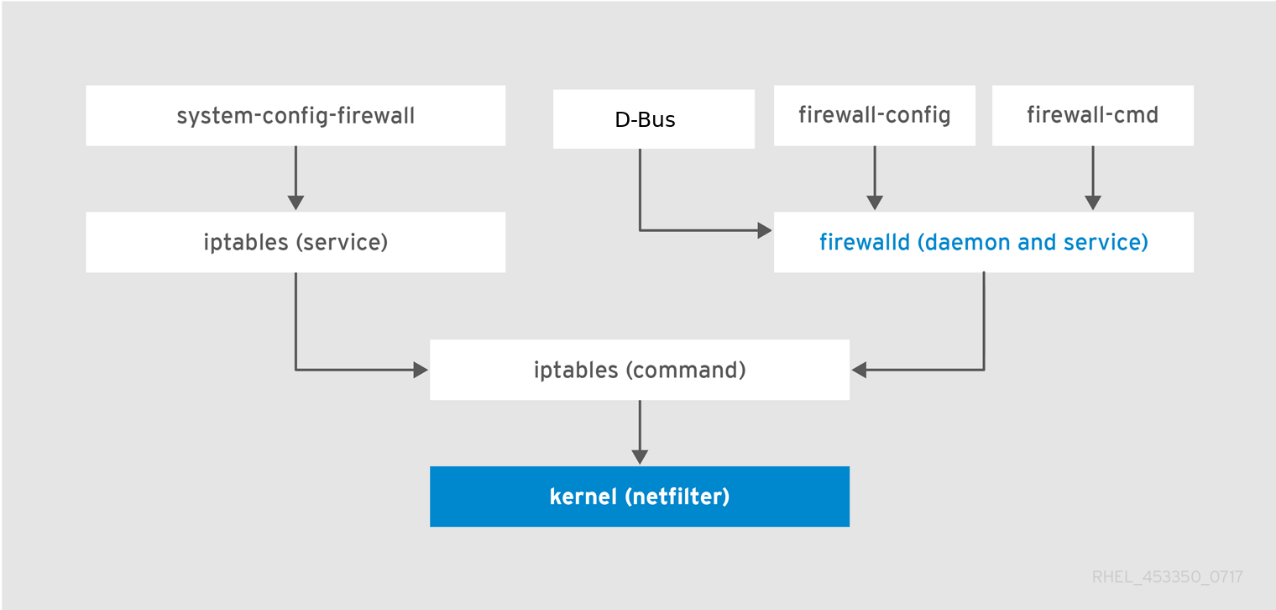 system-config-firewall
D-Bus
firewall-config
firewall-cmd
iptables (service)
firewalld (daemon and service)
iptables (command)
kernel (netfilter)
RHEL_453350_0717